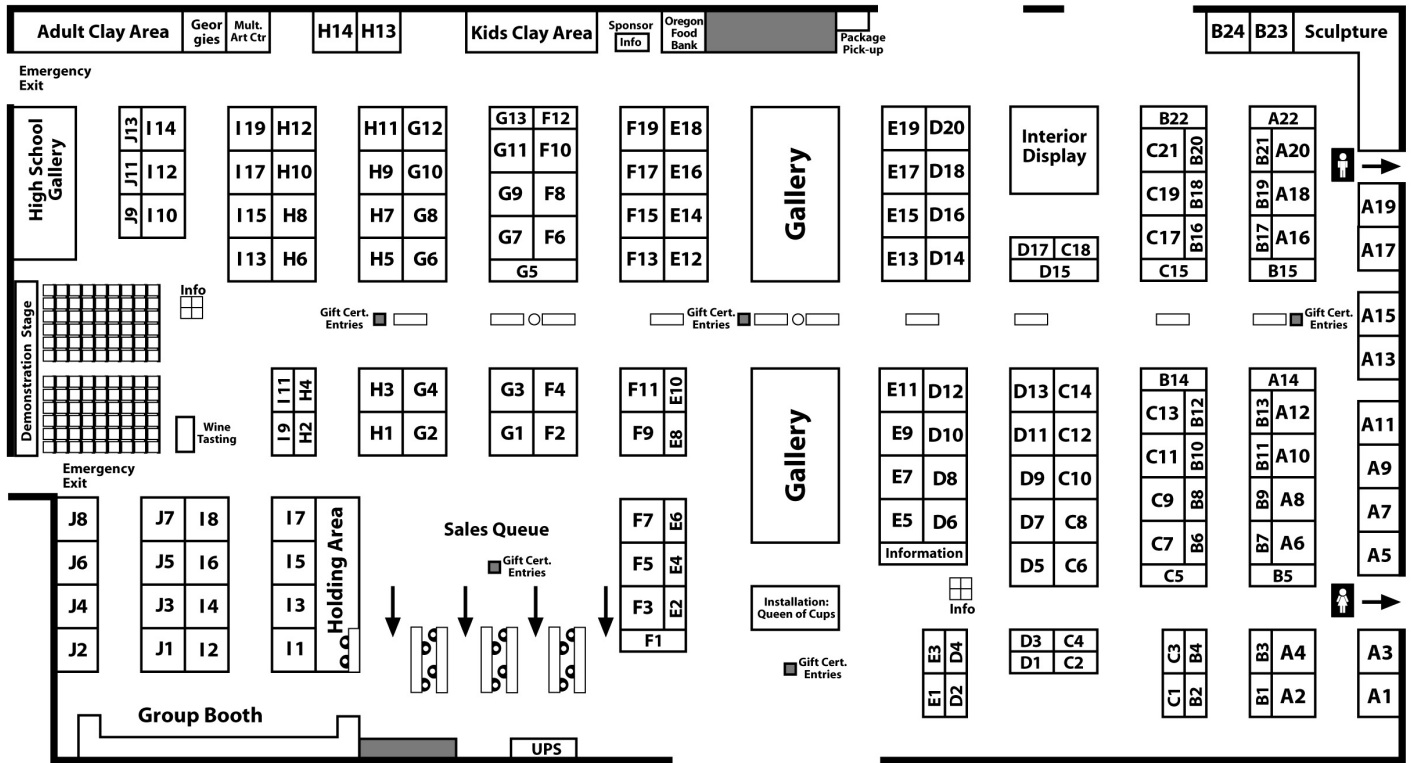 Adult Clay Area
Geor
gies
Mult.
Art Ctr
H14 H13
Kids Clay Area
Sponsor
Info
Oregon
Food
Bank
Package
Pick-up
B24 B23 Sculpture
Emergency
Exit
High School
Gallery
J13 I14
J11 I12
J9 I10
I19 H12
I17 H10
I15 H8
I13 H6
H11 G12
H9 G10
H7 G8
H5 G6
G13 F12
G11 F10
G9 F8
G7 F6
G5
F19 E18
F17 E16
F15 E14
F13 E12
Gallery
E19 D20
E17 D18
E15 D16
E13 D14
Interior
Display
D17 C18
D15
B22
C21 B20
C19 B18
C17 B16
C15
A22
B21 A20
B19 A18
B17 A16
B15
A19
A17
A15
A13
Demonstration Stage
Info
Gift Cert.
Entries
Gift Cert.
Entries
Gift Cert.
Entries
Wine
Tasting
I11 H4
I9 H2
H3 G4
H1 G2
G3 F4
G1 F2
F11 E10
F9 E8
Gallery
E11 D12
E9 D10
E7 D8
E5 D6
Information
D13 C14
D11 C12
D9 C10
D7 C8
D5 C6
B14
C13 B12
C11 B10
C9 B8
C7 B6
C5
A14
B13 A12
B11 A10
B9 A8
B7 A6
B5
A11
A9
A7
A5
Emergency
Exit
J8
J6
J4
J2
J7 I8
J5 I6
J3 I4
J1 I2
I7
I5
I3
I1
Holding Area
Sales Queue
Gift Cert.
Entries
F7 E6
F5 E4
F3 E2
F1
Installation:
Queen of Cups
Gift Cert.
Entries
Info
E3 D4
E1 D2
D3 C4
D1 C2
C3 B4
C1 B2
B3 A4
B1 A2
A3
A1
Group Booth
UPS